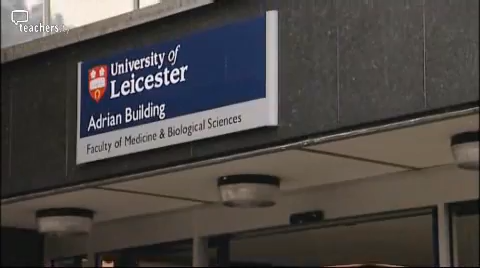 teachers.tv
University of
Leicester
Adrian Building
Faculty of Medicine & Biological Sciences